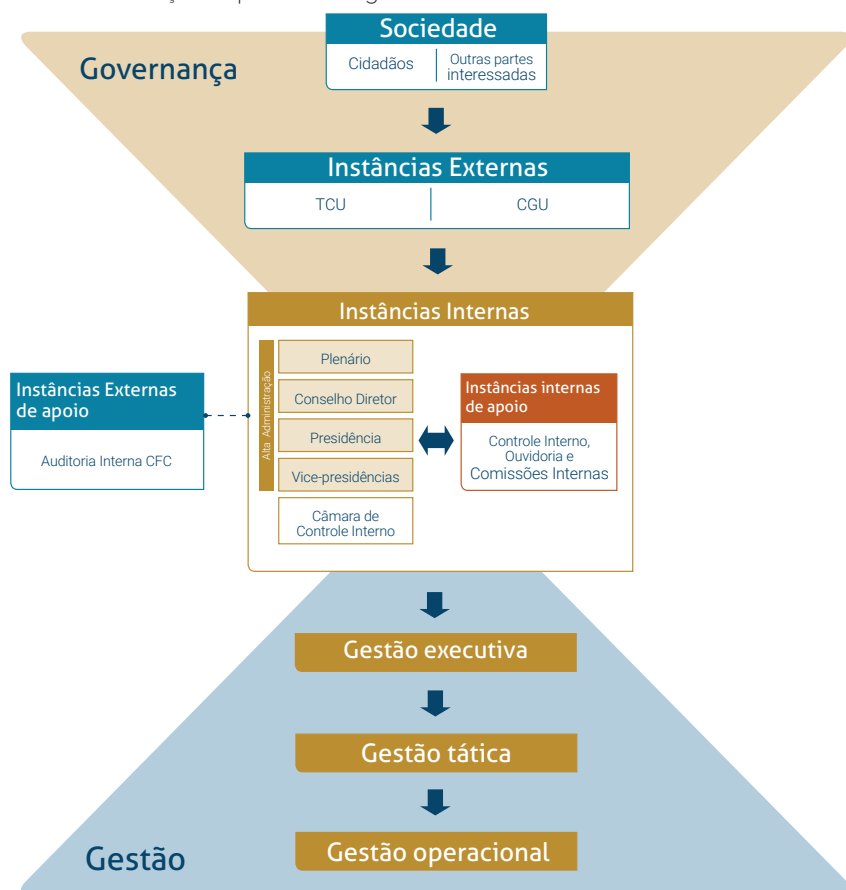 Sociedade
Governança
Cidadãos
Outras partes
interessadas
Instâncias Externas
TCU
CGU
Instâncias Internas
Alta Administração
Plenário
Conselho Diretor
Presidência
Vice-presidências
Câmara de
Controle Interno
Instâncias Externas
de apoio
Auditoria Interna CFC
Instâncias internas
de apoio
Controle Interno,
Ouvidoria e
Comissões Internas
Gestão executiva
Gestão tática
Gestão operacional
Gestão